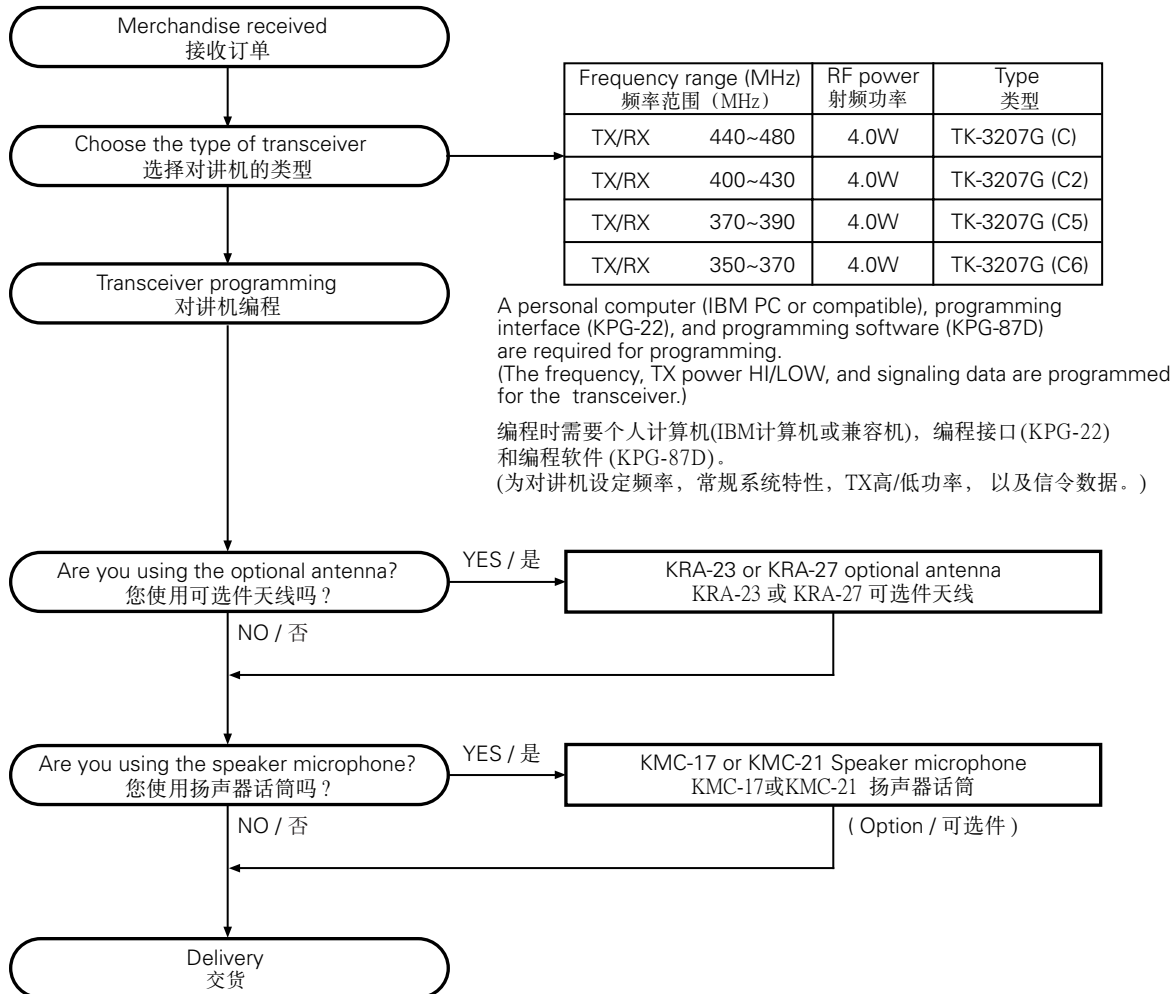 Merchandise received
接收订单
Choose the type of transceiver
选择对讲机的类型
Frequency range (MHz) RF power Type
频率范围（MHz） 射频功率 类型
TX/RX 440~480 4.0W TK-3207G (C)
TX/RX 400~430 4.0W TK-3207G (C2)
TX/RX 370~390 4.0W TK-3207G (C5)
TX/RX 350~370 4.0W TK-3207G (C6)
Transceiver programming
对讲机编程
A personal computer (IBM PC or compatible), programming
interface (KPG-22), and programming software (KPG-87D)
are required for programming.
(The frequency, TX power HI/LOW, and signaling data are programmed
for the transceiver.)
编程时需要个人计算机(IBM计算机或兼容机)，编程接口(KPG-22)
和编程软件(KPG-87D)。
(为对讲机设定频率，常规系统特性，TX高/低功率， 以及信令数据。)
Are you using the optional antenna?
您使用可选件天线吗？
YES / 是
KRA-23 or KRA-27 optional antenna
KRA-23 或 KRA-27 可选件天线
NO / 否
Are you using the speaker microphone?
您使用扬声器话筒吗？
YES / 是
KMC-17 or KMC-21 Speaker microphone
KMC-17或KMC-21 扬声器话筒
NO / 否
( Option / 可选件 )
Delivery
交货